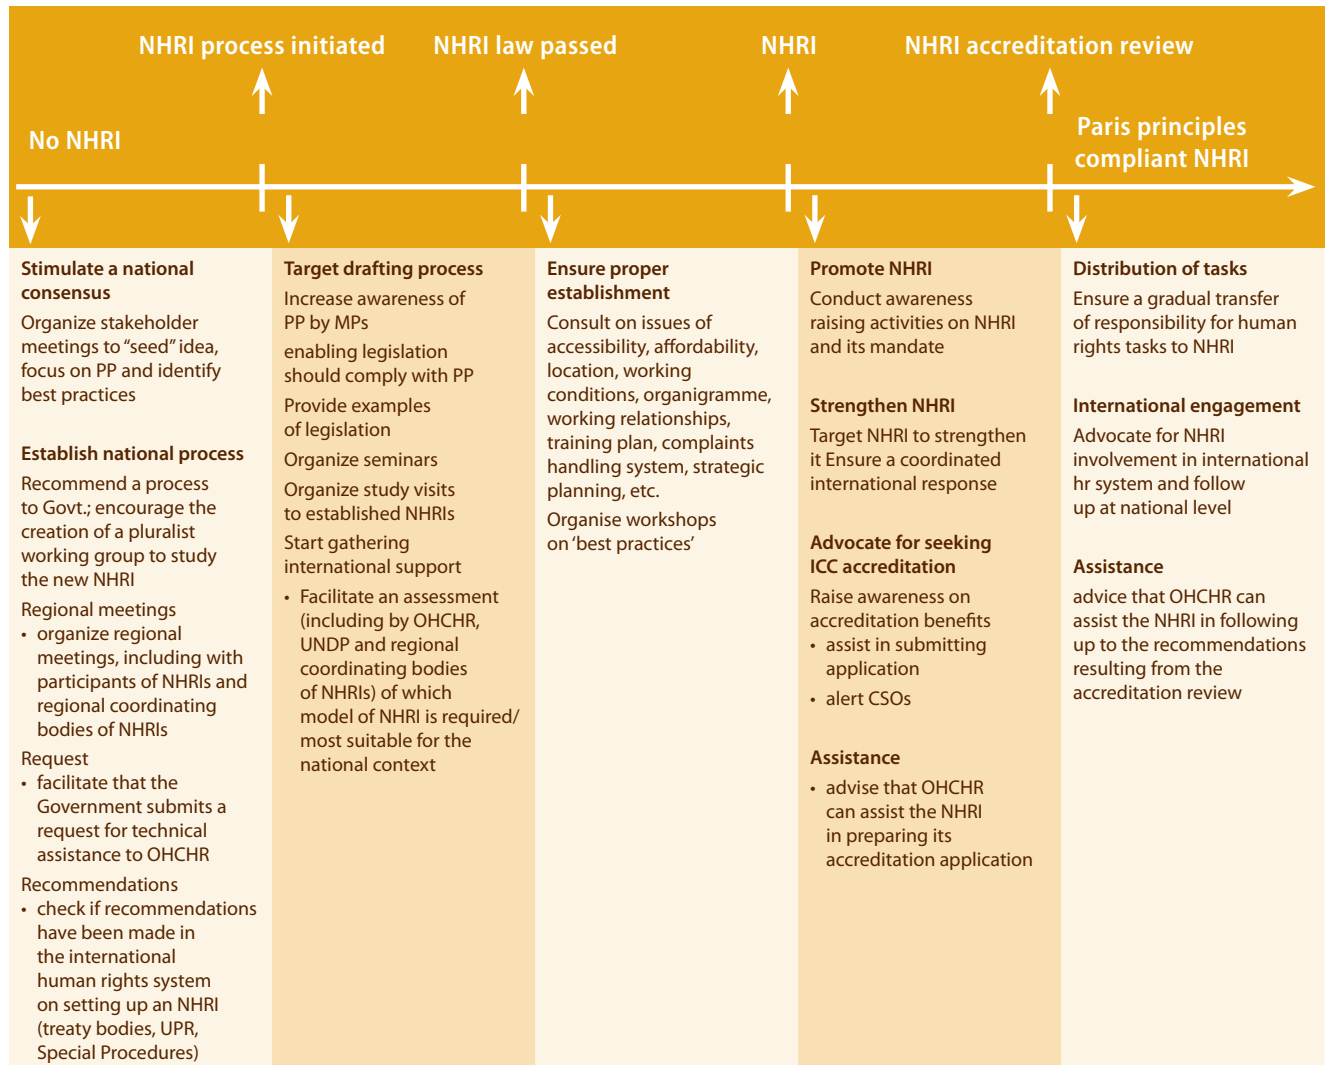 NHRI process initiated
NHRI law passed
NHRI
NHRI accreditation review
No NHRI
Paris principles
compliant NHRI
Stimulate a national
consensus
Organize stakeholder
meetings to “seed” idea,
focus on PP and identify
best practices
Establish national process
Recommend a process
to Govt.; encourage the
creation of a pluralist
working group to study
the new NHRI
Regional meetings
• organize regional
meetings, including with
participants of NHRIs and
regional coordinating
bodies of NHRIs
Request
• facilitate that the
Government submits a
request for technical
assistance to OHCHR
Recommendations
• check if recommendations
have been made in
the international
human rights system
on setting up an NHRI
(treaty bodies, UPR,
Special Procedures)
Target drafting process
Increase awareness of
PP by MPs
enabling legislation
should comply with PP
Provide examples
of legislation
Organize seminars
Organize study visits
to established NHRIs
Start gathering
international support
• Facilitate an assessment
(including by OHCHR,
UNDP and regional
coordinating bodies
of NHRIs) of which
model of NHRI is required/
most suitable for the
national context
Ensure proper
establishment
Consult on issues of
accessibility, affordability,
location, working
conditions, organigramme,
working relationships,
training plan, complaints
handling system, strategic
planning, etc.
Organise workshops
on ‘best practices’
Promote NHRI
Conduct awareness
raising activities on NHRI
and its mandate
Strengthen NHRI
Target NHRI to strengthen
it Ensure a coordinated
international response
Advocate for seeking
ICC accreditation
Raise awareness on
accreditation benefits
• assist in submitting
application
• alert CSOs
Assistance
• advise that OHCHR
can assist the NHRI
in preparing its
accreditation application
Distribution of tasks
Ensure a gradual transfer
of responsibility for human
rights tasks to NHRI
International engagement
Advocate for NHRI
involvement in international
hr system and follow
up at national level
Assistance
advice that OHCHR can
assist the NHRI in following
up to the recommendations
resulting from the
accreditation review